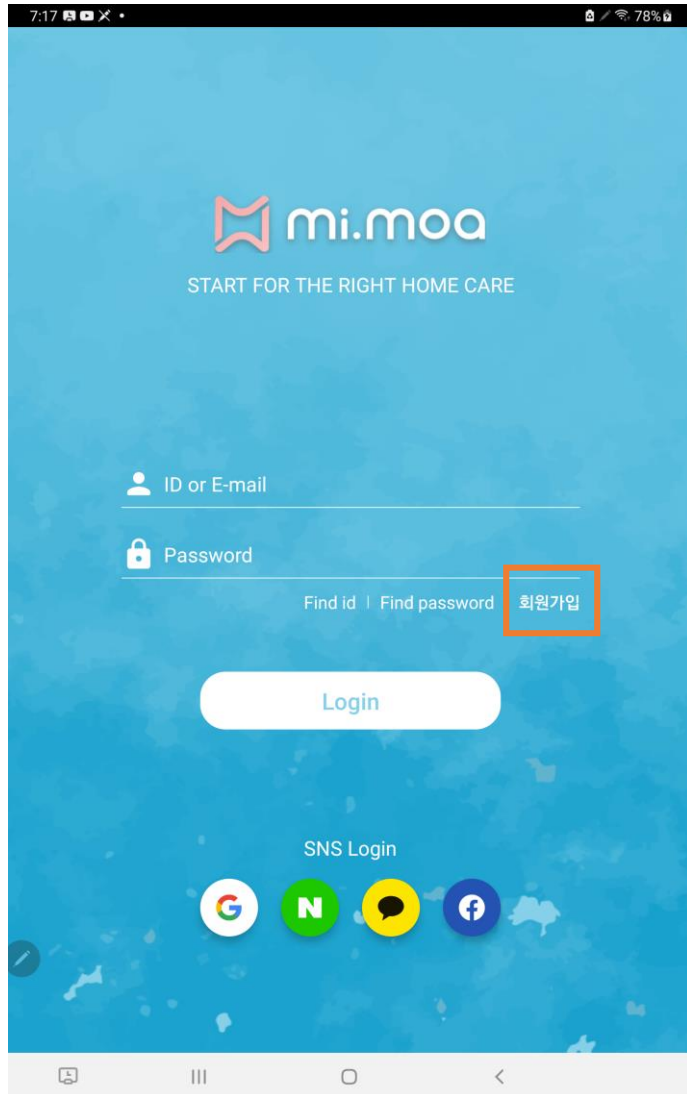 7:17
78%
mi.moa
START FOR THE RIGHT HOME CARE
ID or E-mail
Password
Find id | Find password 회원가입
Login
SNS Login
G N f